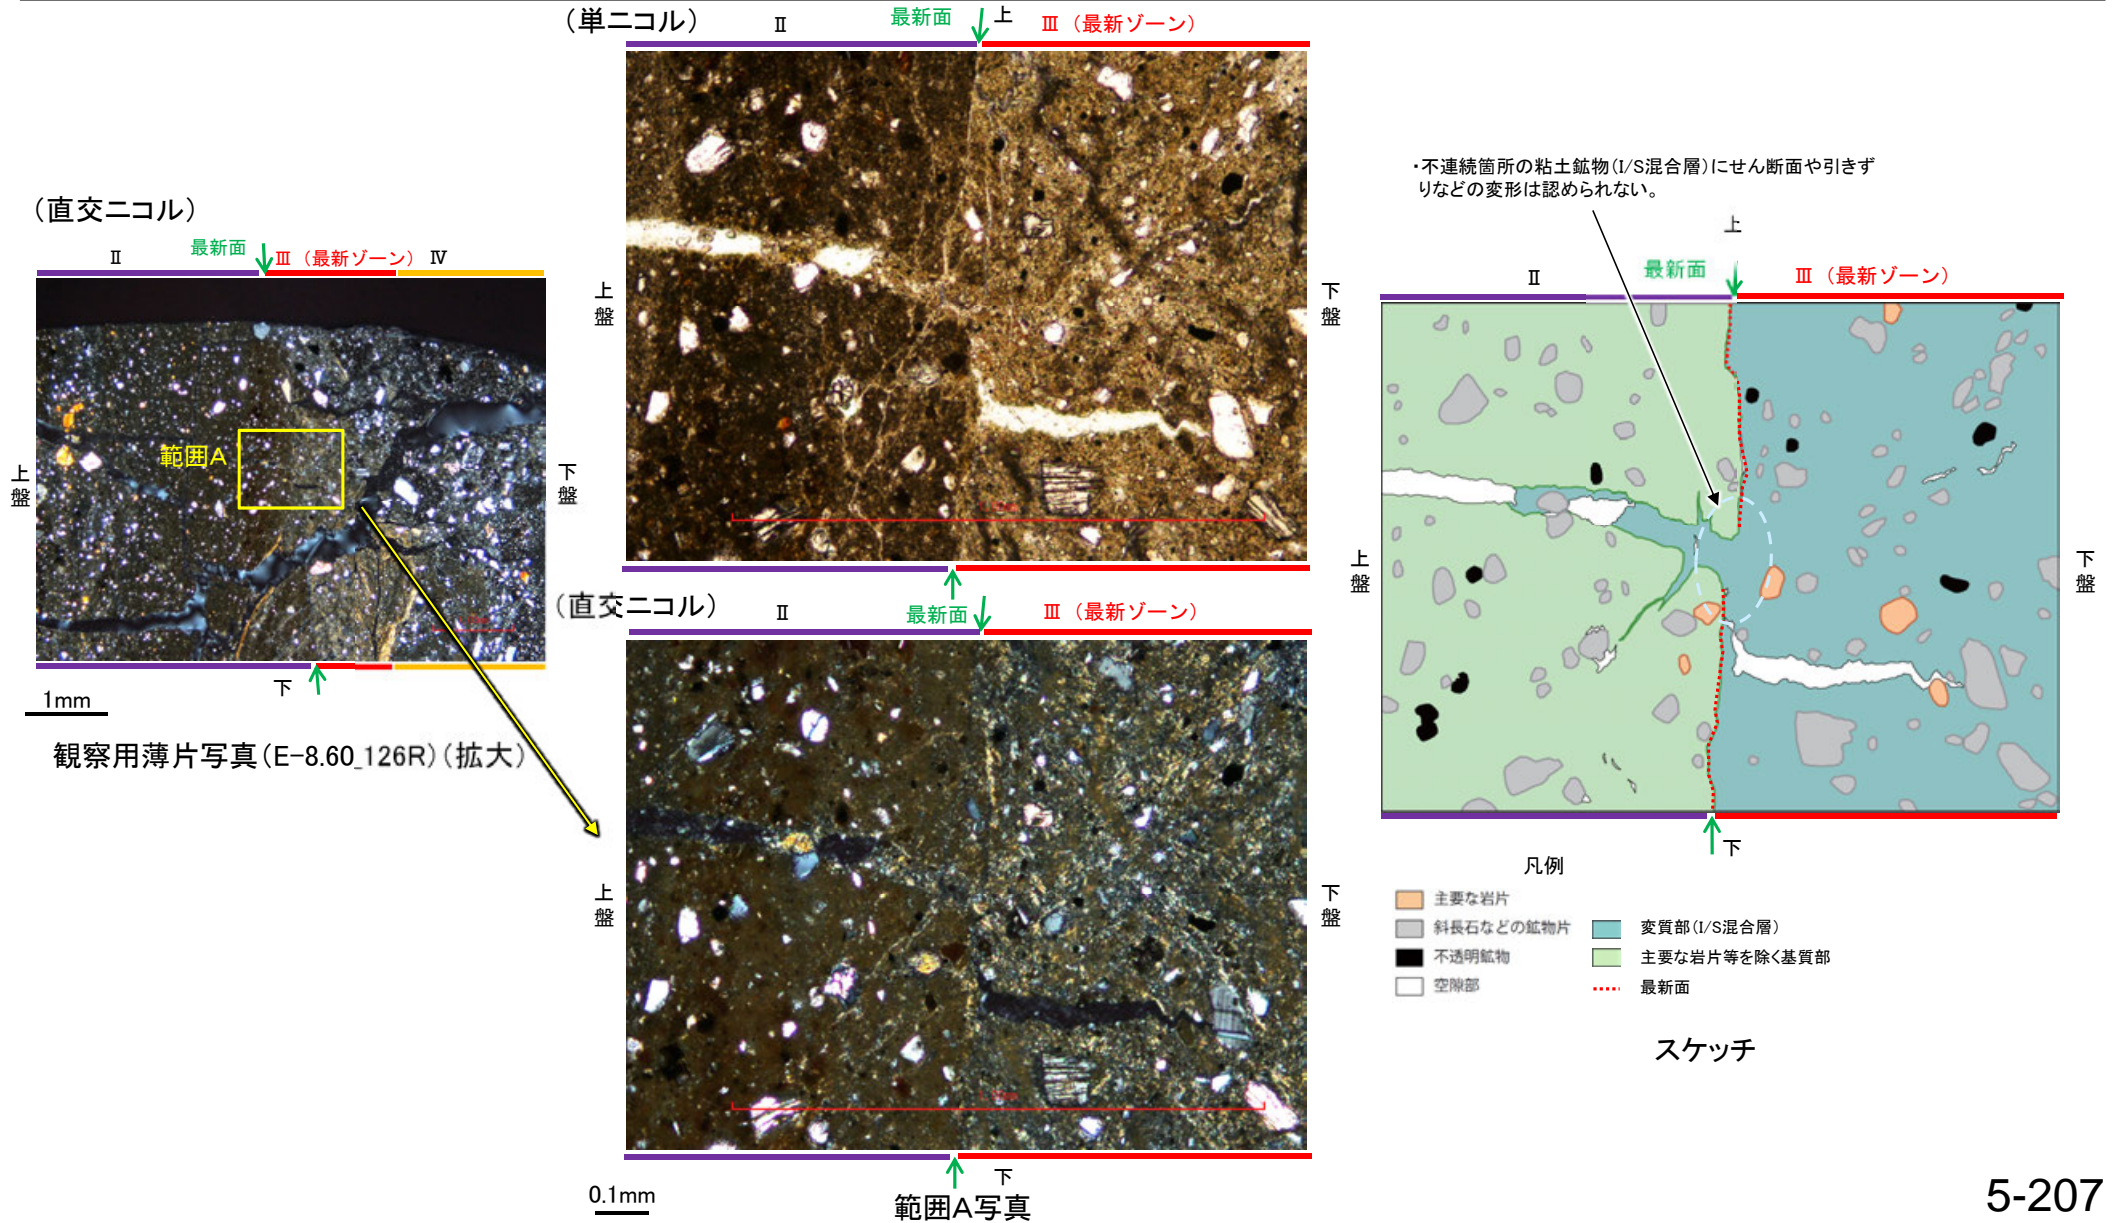 (単ニコル)
Ⅱ
最新面
上
Ⅲ(最新ゾーン)
上盤
下盤
(直交ニコル)
Ⅱ
最新面
Ⅲ(最新ゾーン)
Ⅳ
範囲A
上盤
下盤
下
1mm
観察用薄片写真(E-8.60_126R)(拡大)
(直交ニコル)
Ⅱ
最新面
Ⅲ(最新ゾーン)
上盤
下盤
下
0.1mm
範囲A写真
・不連続箇所の粘土鉱物(I/S混合層)にせん断面や引きず
りなどの変形は認められない。
上
Ⅱ
最新面
Ⅲ(最新ゾーン)
上盤
下盤
下
凡例
主要な岩片
斜長石などの鉱物片
不透明鉱物
空隙部
変質部(I/S混合層)
主要な岩片等を除く基質部
最新面
スケッチ
5-207